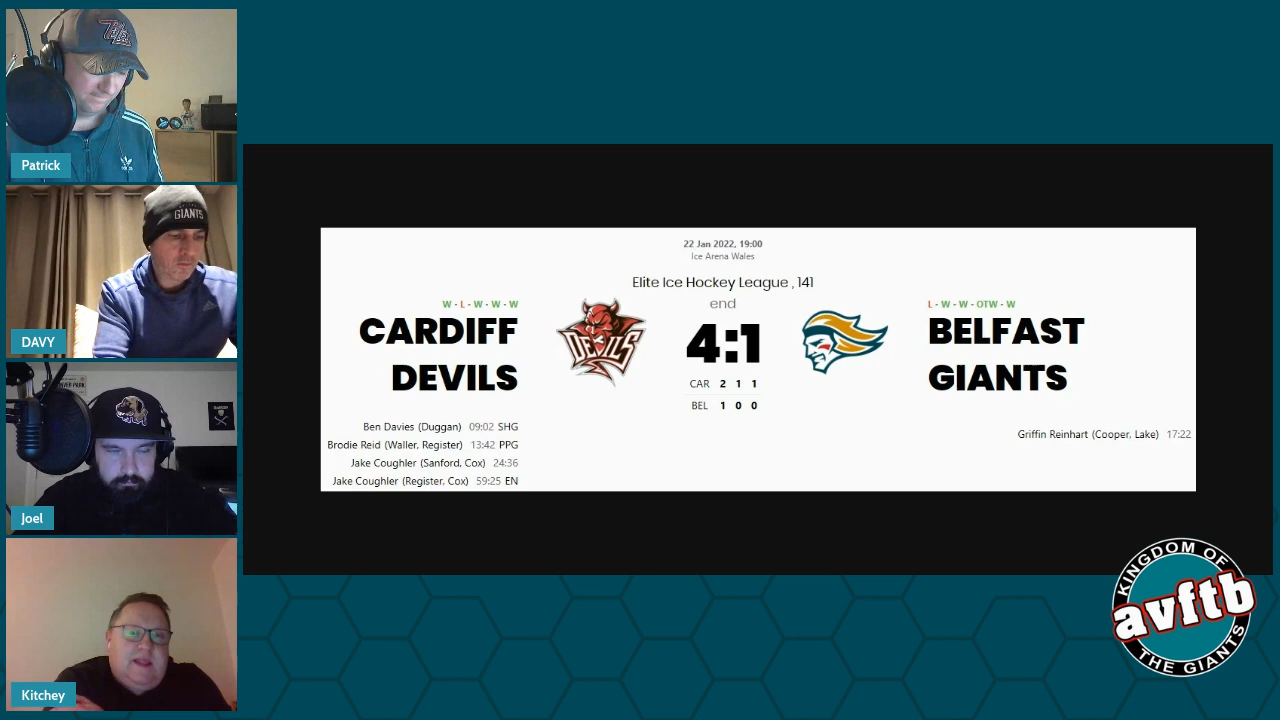 Patrick
GIANTS
DAVY
Joel
Kitchey
22 Jan 2022, 19:00
Ice Arena Wales
Elite Ice Hockey League , 141
end
W - L - W - W - W
CARDIFF
DEVILS
DEVILS
4:1
CAR 2 1 1
BEL 1 0 0
L - W - W - OTW - W
BELFAST
GIANTS
Ben Davies (Duggan) 09:02 SHG
Brodie Reid (Waller, Register) 13:42 PPG
Jake Coughler (Sanford, Cox) 24:36
Jake Coughler (Register, Cox) 59:25 EN
Griffin Reinhart (Cooper, Lake) 17:22
KINGDOM OF
avftb
THE GIANTS